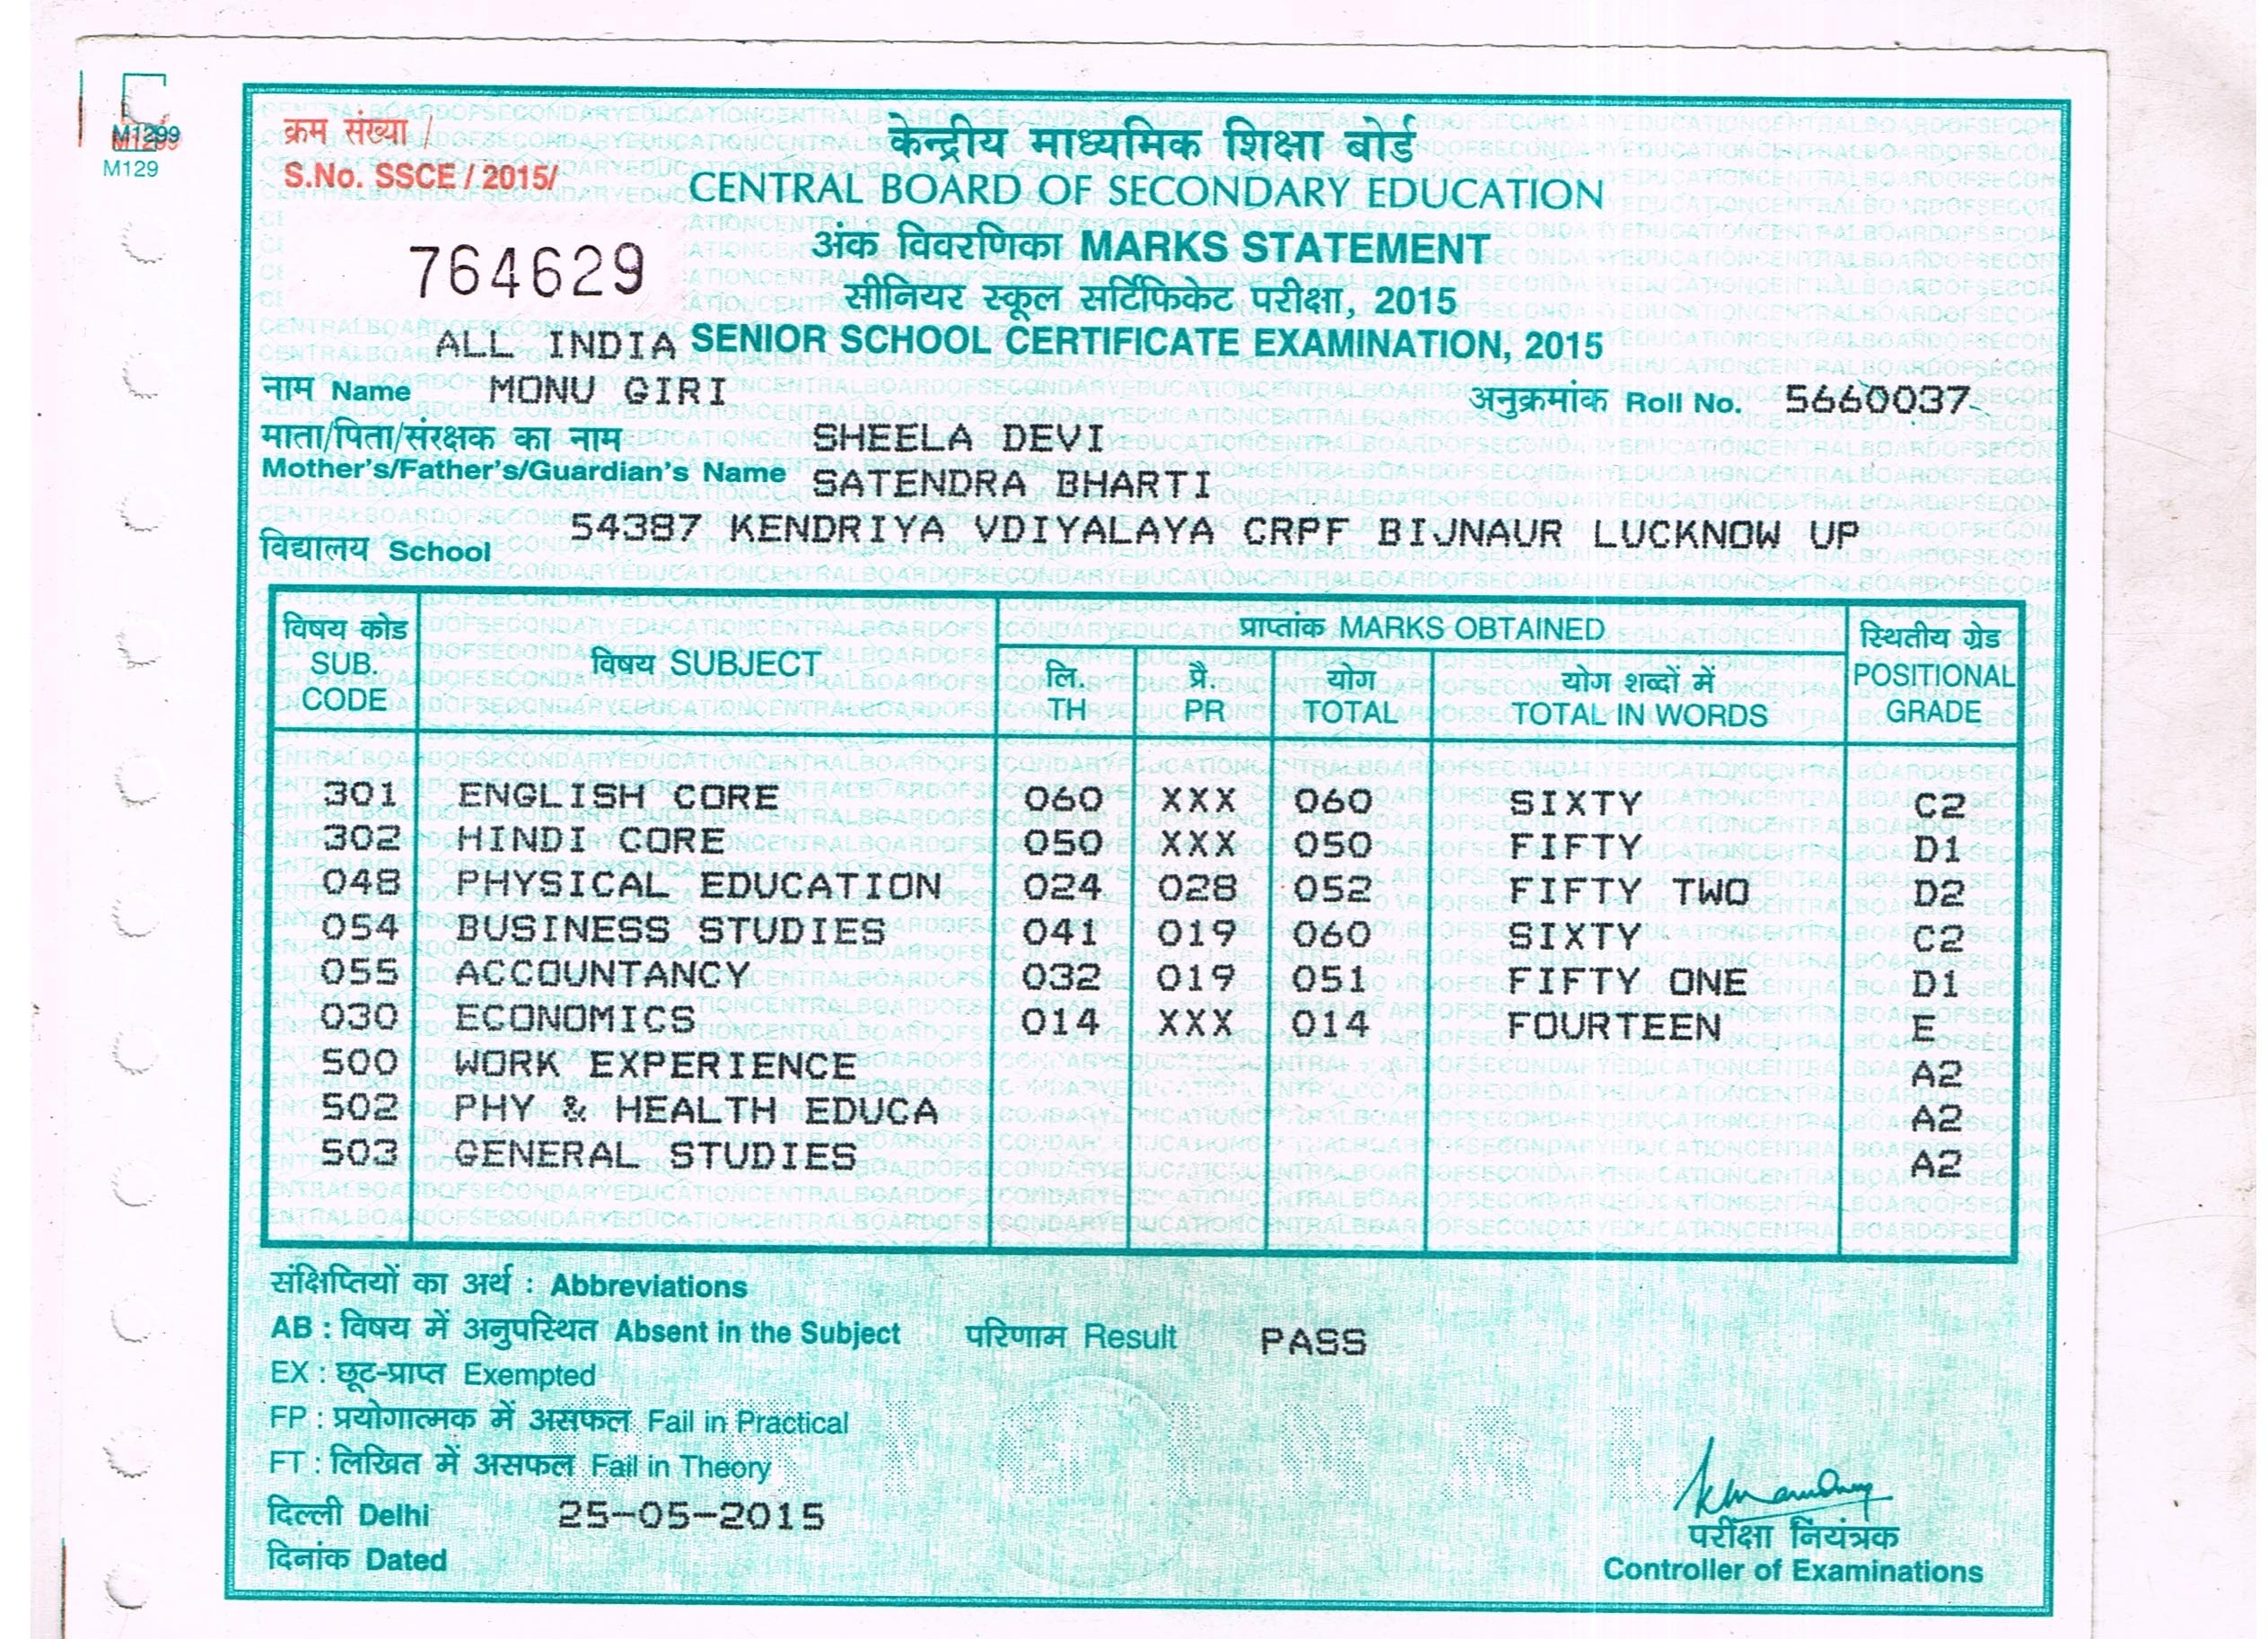 M1299
M129
क्रम संख्या /
S.No. SSCE / 2015/
764629
केन्द्रीय माध्यमिक शिक्षा बोर्ड
CENTRAL BOARD OF SECONDARY EDUCATION
अंक विवरणिका MARKS STATEMENT
सीनियर स्कूल सर्टिफिकेट परीक्षा, 2015
ALL INDIA SENIOR SCHOOL CERTIFICATE EXAMINATION, 2015
नाम Name MONU GIRI अनुक्रमांक Roll No. 5660037
माता/पिता/संरक्षक का नाम SHEELA DEVI
Mother's/Father's/Guardian's Name SATENDRA BHARTI
विद्यालय School 54387 KENDRIYA VDIYALAYA CRPF BIJNAUR LUCKNOW UP
विषय कोड SUB. CODE विषय SUBJECT प्राप्तांक MARKS OBTAINED स्थितीय ग्रेड POSITIONAL GRADE
लि. TH प्रै. PR योग TOTAL योग शब्दों में TOTAL IN WORDS
301 ENGLISH CORE 060 XXX 060 SIXTY C2
302 HINDI CORE 050 XXX 050 FIFTY D1
048 PHYSICAL EDUCATION 024 028 052 FIFTY TWO D2
054 BUSINESS STUDIES 041 019 060 SIXTY C2
055 ACCOUNTANCY 032 019 051 FIFTY ONE D1
030 ECONOMICS 014 XXX 014 FOURTEEN E
500 WORK EXPERIENCE A2
502 PHY & HEALTH EDUCA A2
503 GENERAL STUDIES A2
संक्षिप्तियों का अर्थ : Abbreviations
AB : विषय में अनुपस्थित Absent in the Subject परिणाम Result PASS
EX : छूट-प्राप्त Exempted
FP : प्रयोगात्मक में असफल Fail in Practical
FT : लिखित में असफल Fail in Theory
दिल्ली Delhi 25-05-2015
दिनांक Dated
परीक्षा नियंत्रक
Controller of Examinations